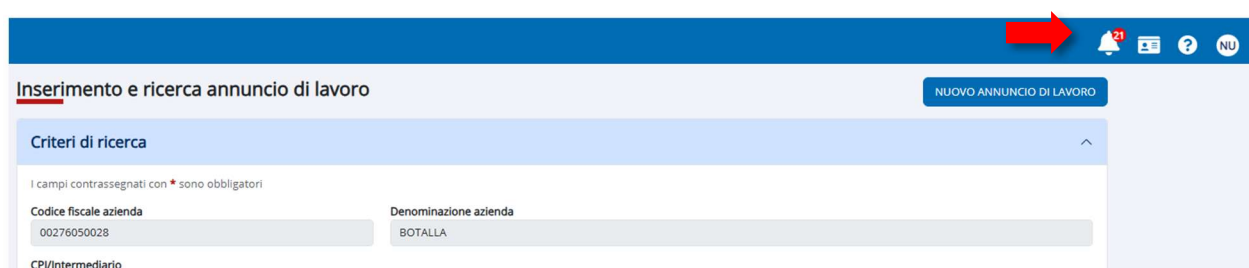 21
NU
Inserimento e ricerca annuncio di lavoro
NUOVO ANNUNCIO DI LAVORO
Criteri di ricerca
I campi contrassegnati con * sono obbligatori
Codice fiscale azienda
Denominazione azienda
00276050028
BOTALLA
CPI/Intermediario